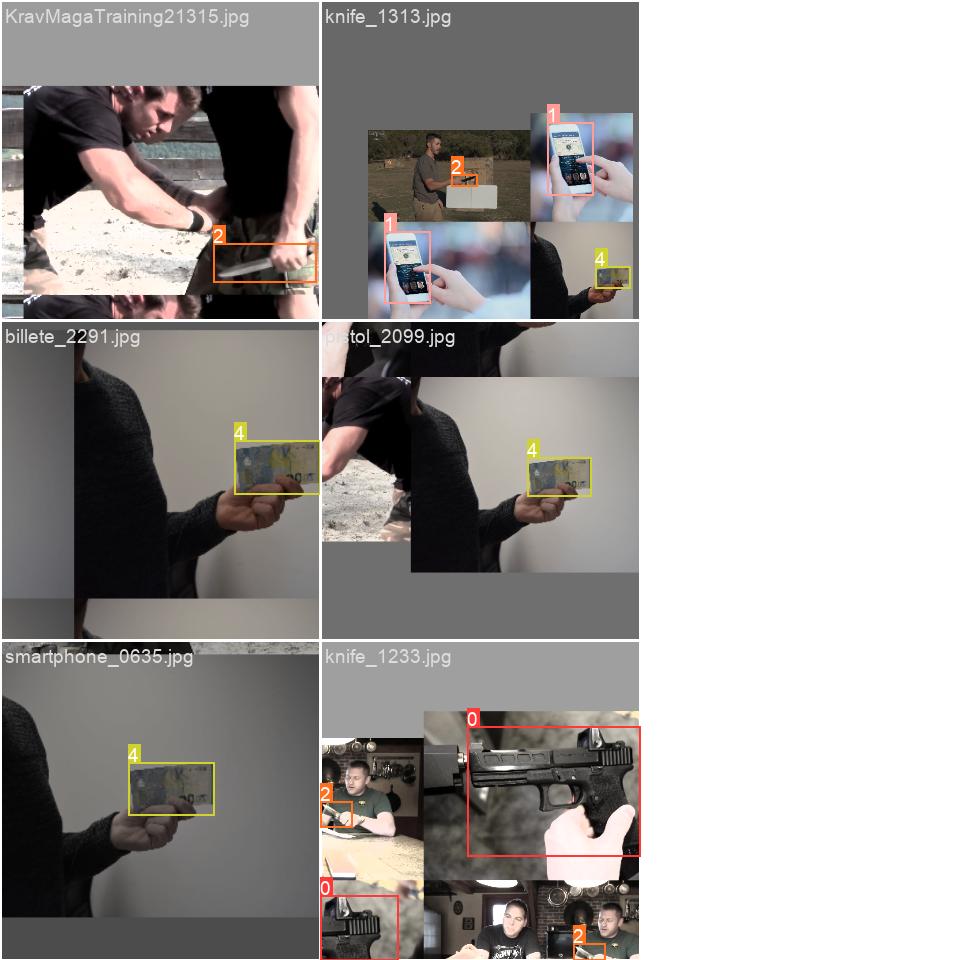 KravMagaTraining21315.jpg
knife_1313.jpg
2
1
2
1
4
billete_2291.jpg
pistol_2099.jpg
4
4
smartphone_0635.jpg
knife_1233.jpg
4
0
2
0
2